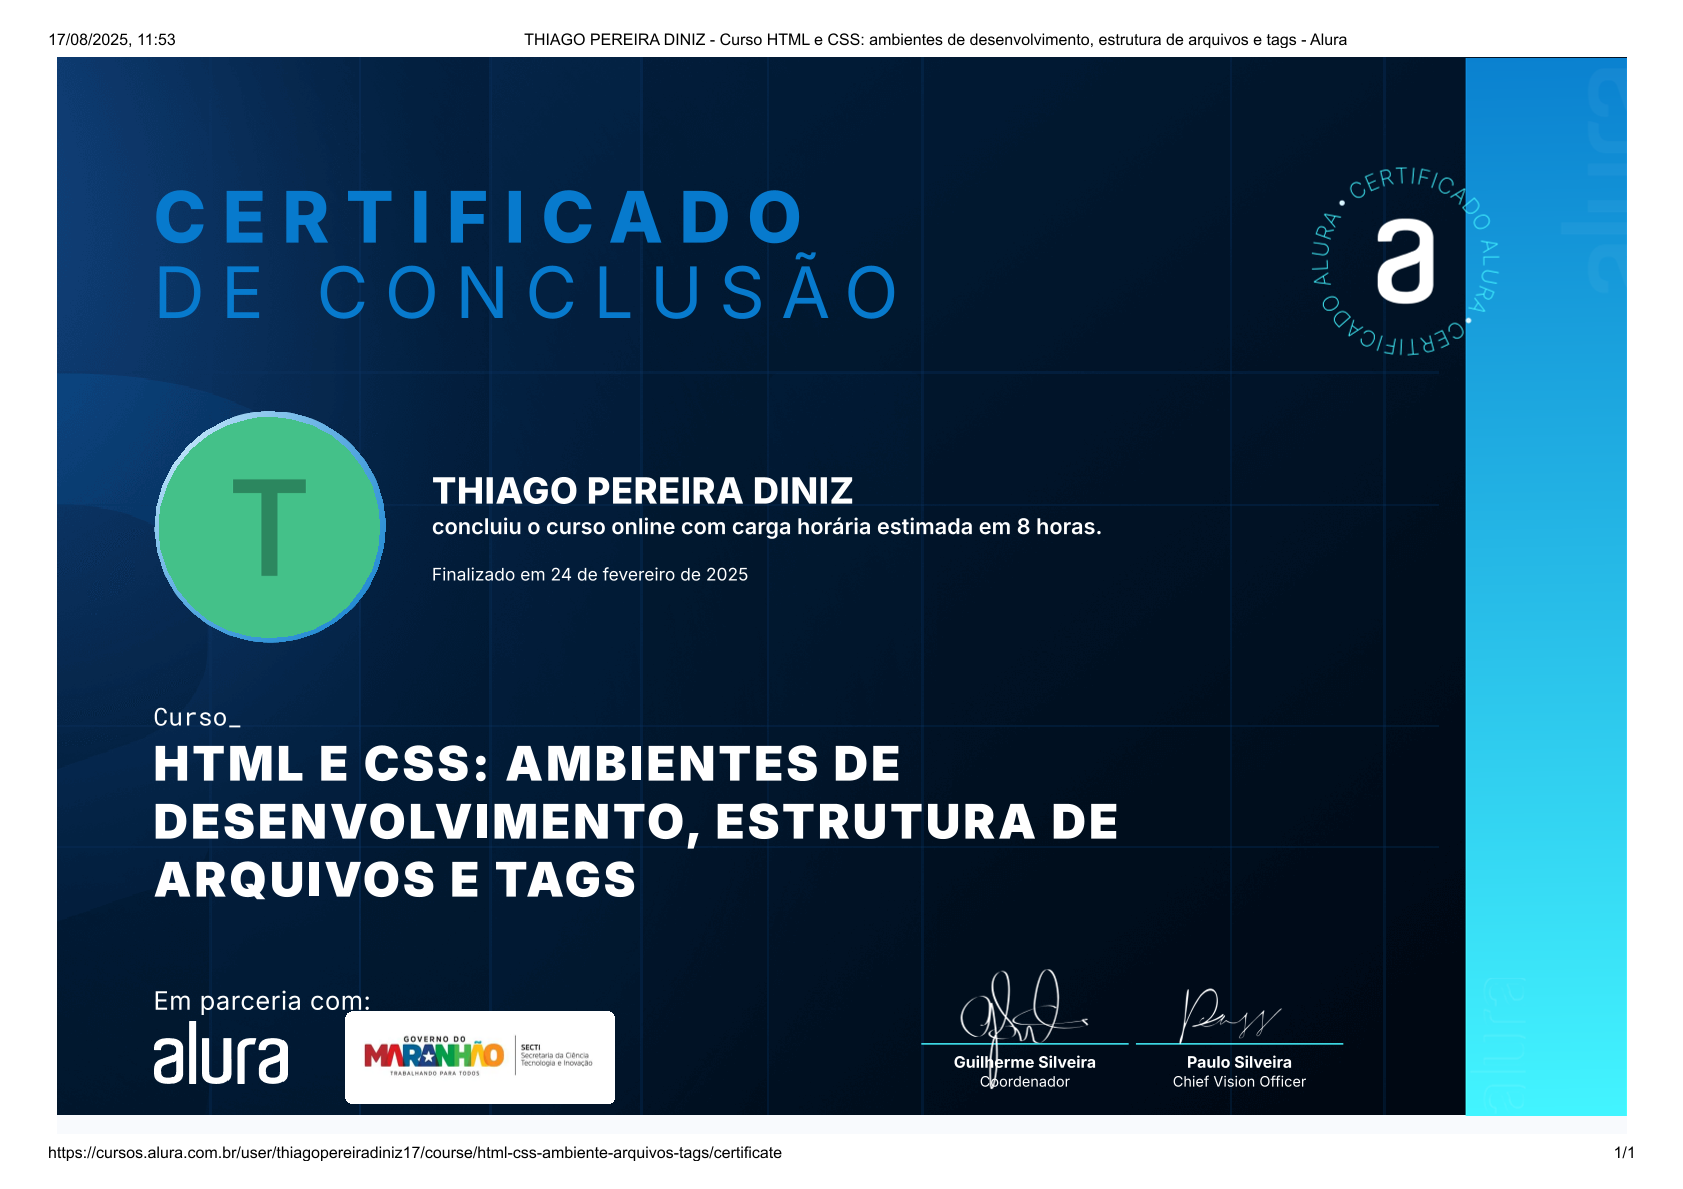 17/08/2025, 11:53
THIAGO PEREIRA DINIZ - Curso HTML e CSS: ambientes de desenvolvimento, estrutura de arquivos e tags - Alura
alura
CERTIFICADO
DE CONCLUSÃO
CERTIFICADO ALURA • CERTIFICADO ALURA •
a
T
THIAGO PEREIRA DINIZ
concluiu o curso online com carga horária estimada em 8 horas.
Finalizado em 24 de fevereiro de 2025
Curso_
HTML E CSS: AMBIENTES DE
DESENVOLVIMENTO, ESTRUTURA DE
ARQUIVOS E TAGS
Em parceria com:
alura
GOVERNO DO
MARANHÃO
TRABALHANDO PARA TODOS
SECTI
Secretaria da Ciência
Tecnologia e Inovação
Guilherme Silveira
Coordenador
Paulo Silveira
Chief Vision Officer
alura
https://cursos.alura.com.br/user/thiagopereiradiniz17/course/html-css-ambiente-arquivos-tags/certificate
1/1